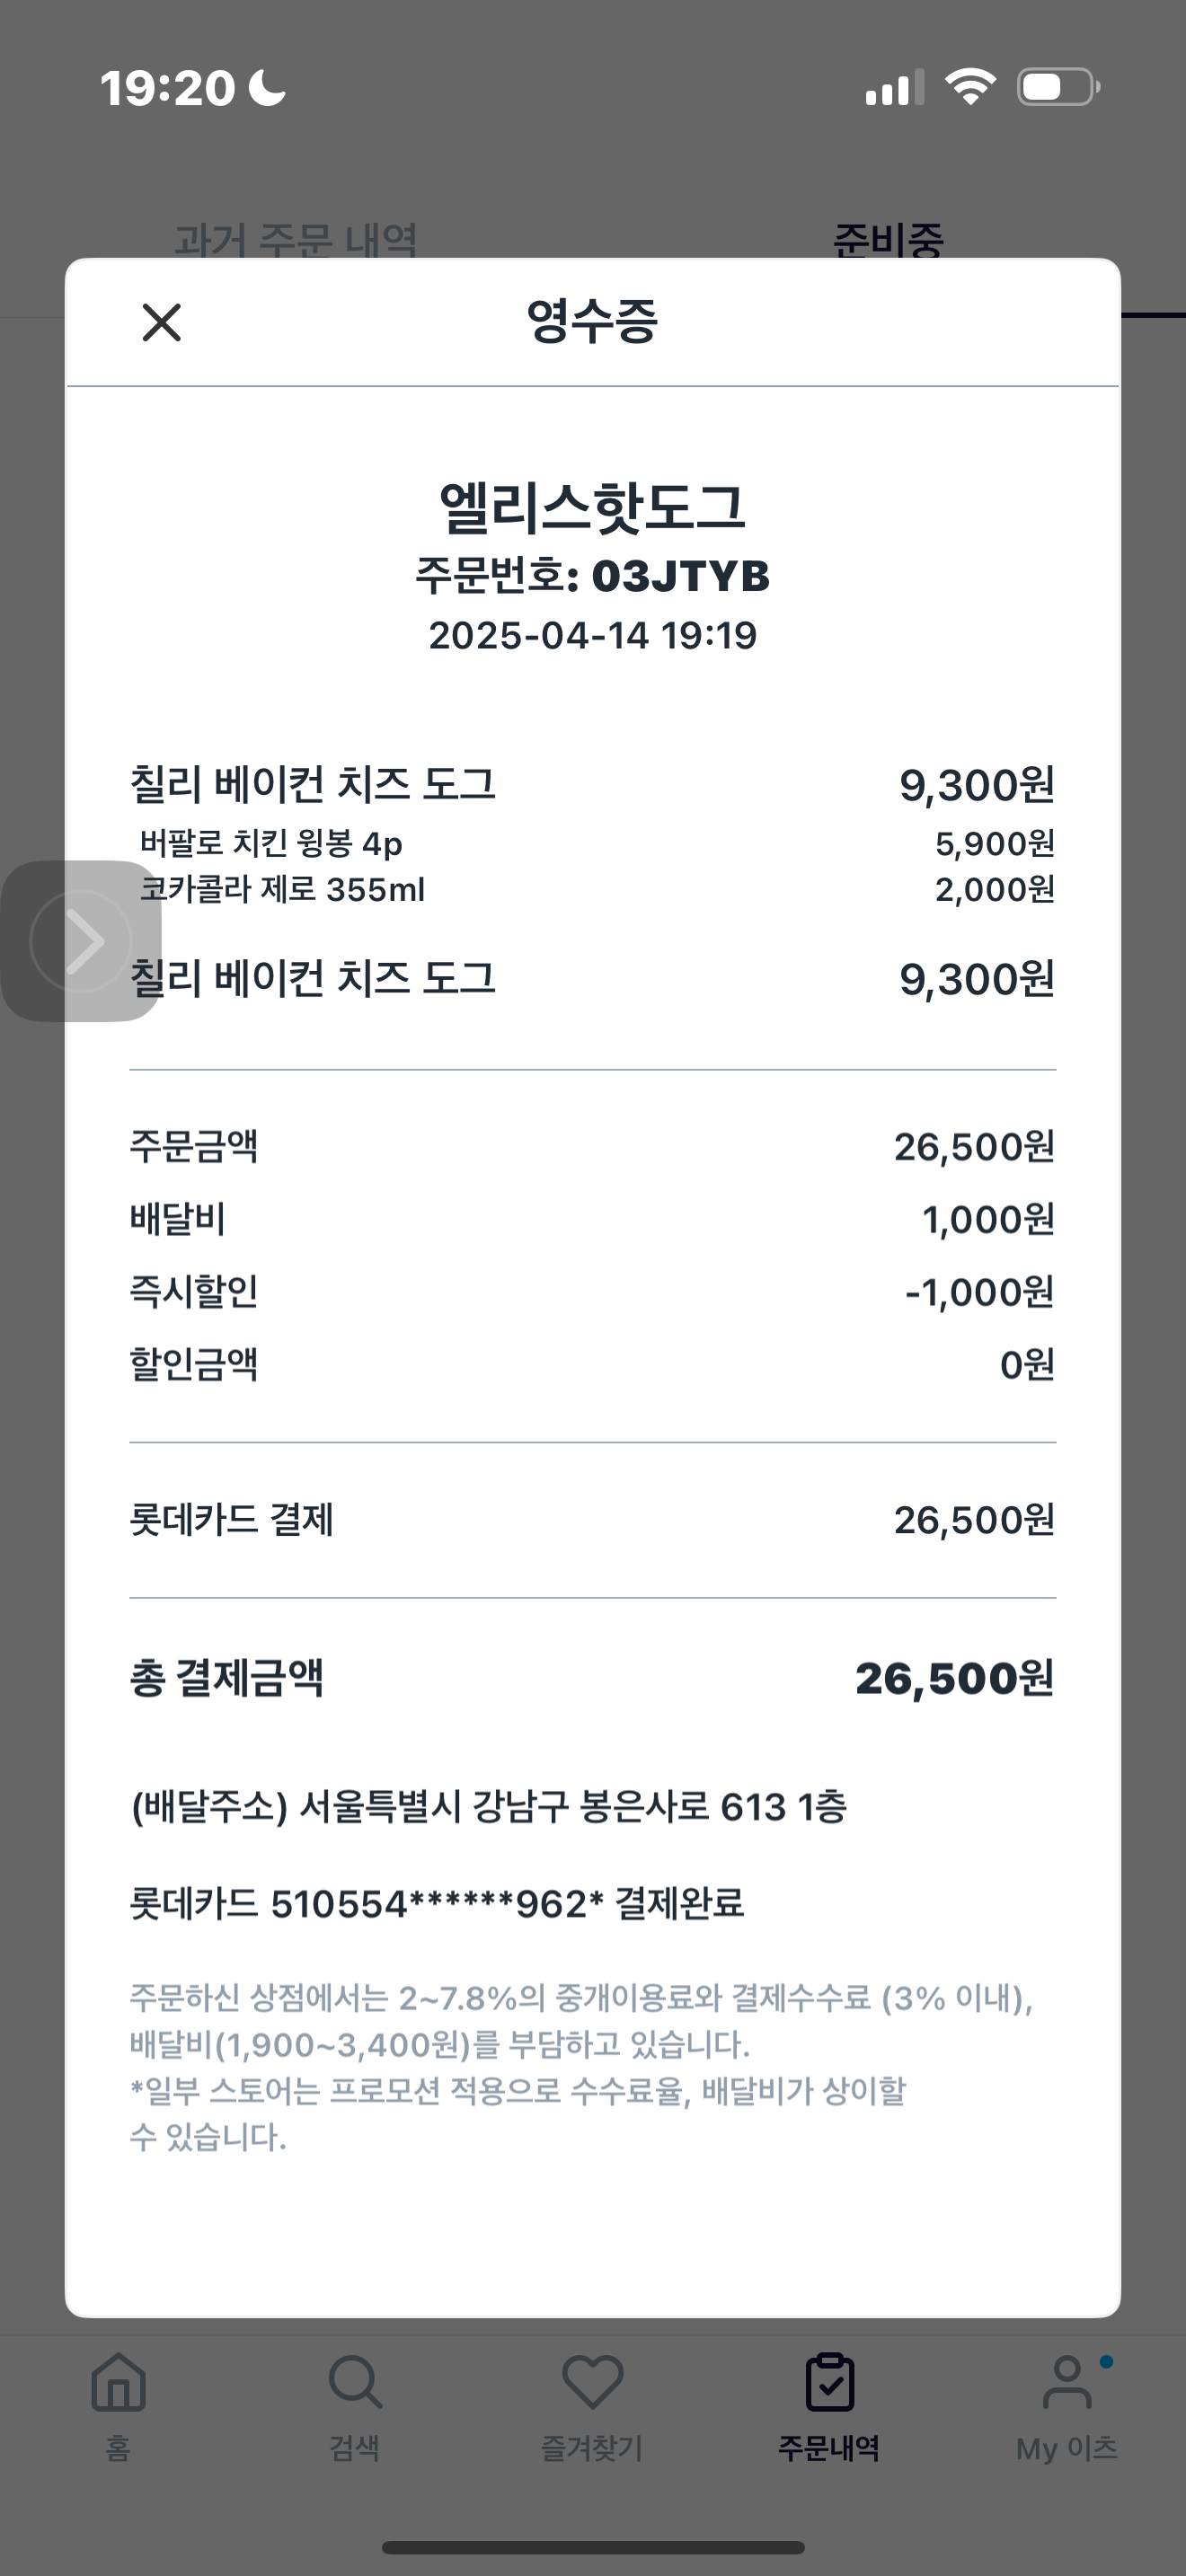 19:20
과거 주문 내역 준비중
영수증
엘리스핫도그
주문번호: 03JTYB
2025-04-14 19:19
칠리 베이컨 치즈 도그 9,300원
버팔로 치킨 윙봉 4p 5,900원
코카콜라 제로 355ml 2,000원
칠리 베이컨 치즈 도그 9,300원
주문금액 26,500원
배달비 1,000원
즉시할인 -1,000원
할인금액 0원
롯데카드 결제 26,500원
총 결제금액 26,500원
(배달주소) 서울특별시 강남구 봉은사로 613 1층
롯데카드 510554******962* 결제완료
주문하신 상점에서는 2~7.8%의 중개이용료와 결제수수료 (3% 이내),
배달비(1,900~3,400원)를 부담하고 있습니다.
*일부 스토어는 프로모션 적용으로 수수료율, 배달비가 상이할
수 있습니다.
홈 검색 즐겨찾기 주문내역 My 이츠